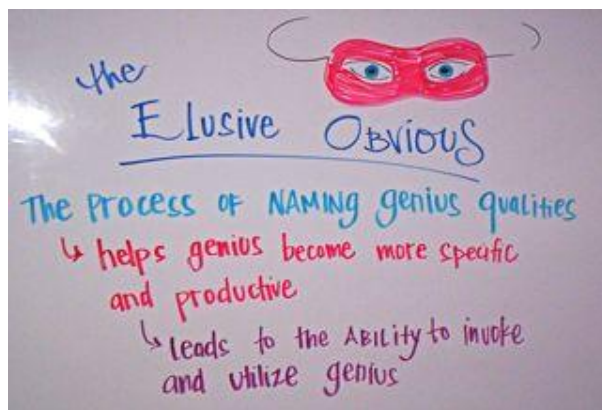 the
Elusive Obvious
The process of NAMING genius qualities
↳ helps genius become more specific
and productive
↳ leads to the ABILITY to invoke
and utilize genius